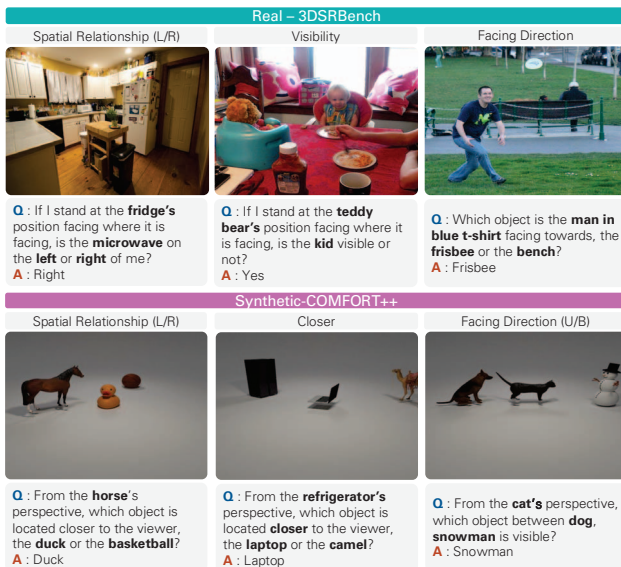 Real – 3DSRBench
Spatial Relationship (L/R)
Visibility
Facing Direction
Q : If I stand at the fridge's
position facing where it is
facing, is the microwave on
the left or right of me?
A : Right
Q : If I stand at the teddy
bear's position facing where it
is facing, is the kid visible or
not?
A : Yes
Q : Which object is the man in
blue t-shirt facing towards, the
frisbee or the bench?
A : Frisbee
Synthetic-COMFORT++
Spatial Relationship (L/R)
Closer
Facing Direction (U/B)
Q : From the horse's
perspective, which object is
located closer to the viewer,
the duck or the basketball?
A : Duck
Q : From the refrigerator's
perspective, which object is
located closer to the viewer,
the laptop or the camel?
A : Laptop
Q : From the cat's perspective,
which object between dog,
snowman is visible?
A : Snowman